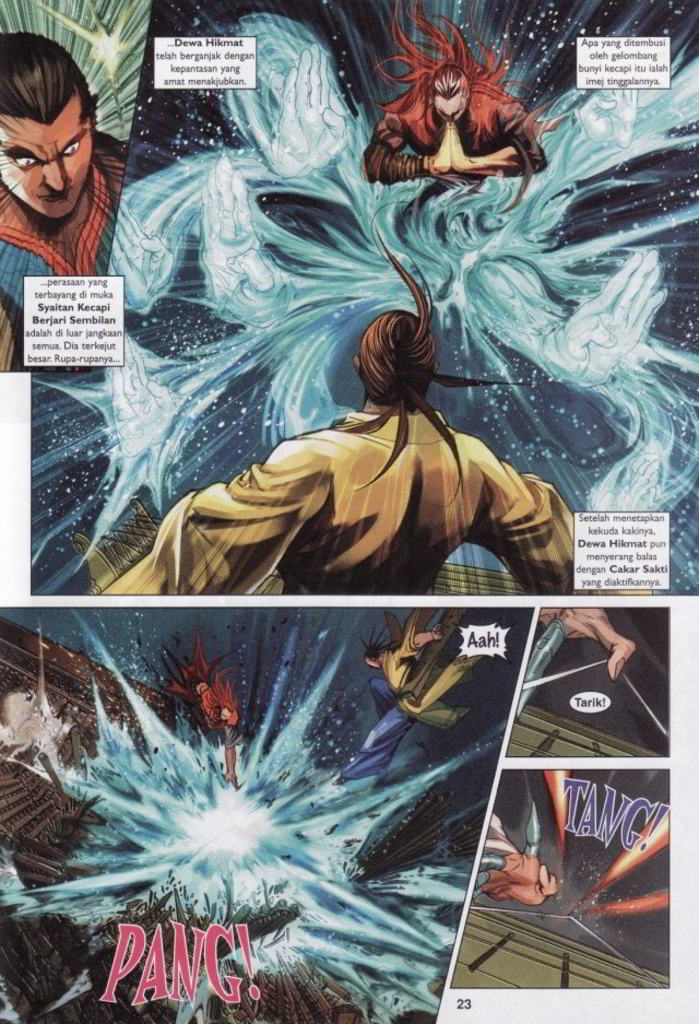 ...Dewa Hikmat
telah berganjak dengan
kepantasan yang
amat menakjubkan.
Apa yang ditembusi
oleh gelombang
bunyi kecapi itu ialah
imej tinggalannya.
...perasaan yang
terbayang di muka
Syaitan Kecapi
Berjari Sembilan
adalah di luar jangkaan
semua. Dia terkejut
besar. Rupa-rupanya...
Setelah menetapkan
kekuda kakinya,
Dewa Hikmat pun
menyerang balas
dengan Cakar Sakti
yang diaktifkannya.
Aah!
PANG!
Tarik!
TANG!
23